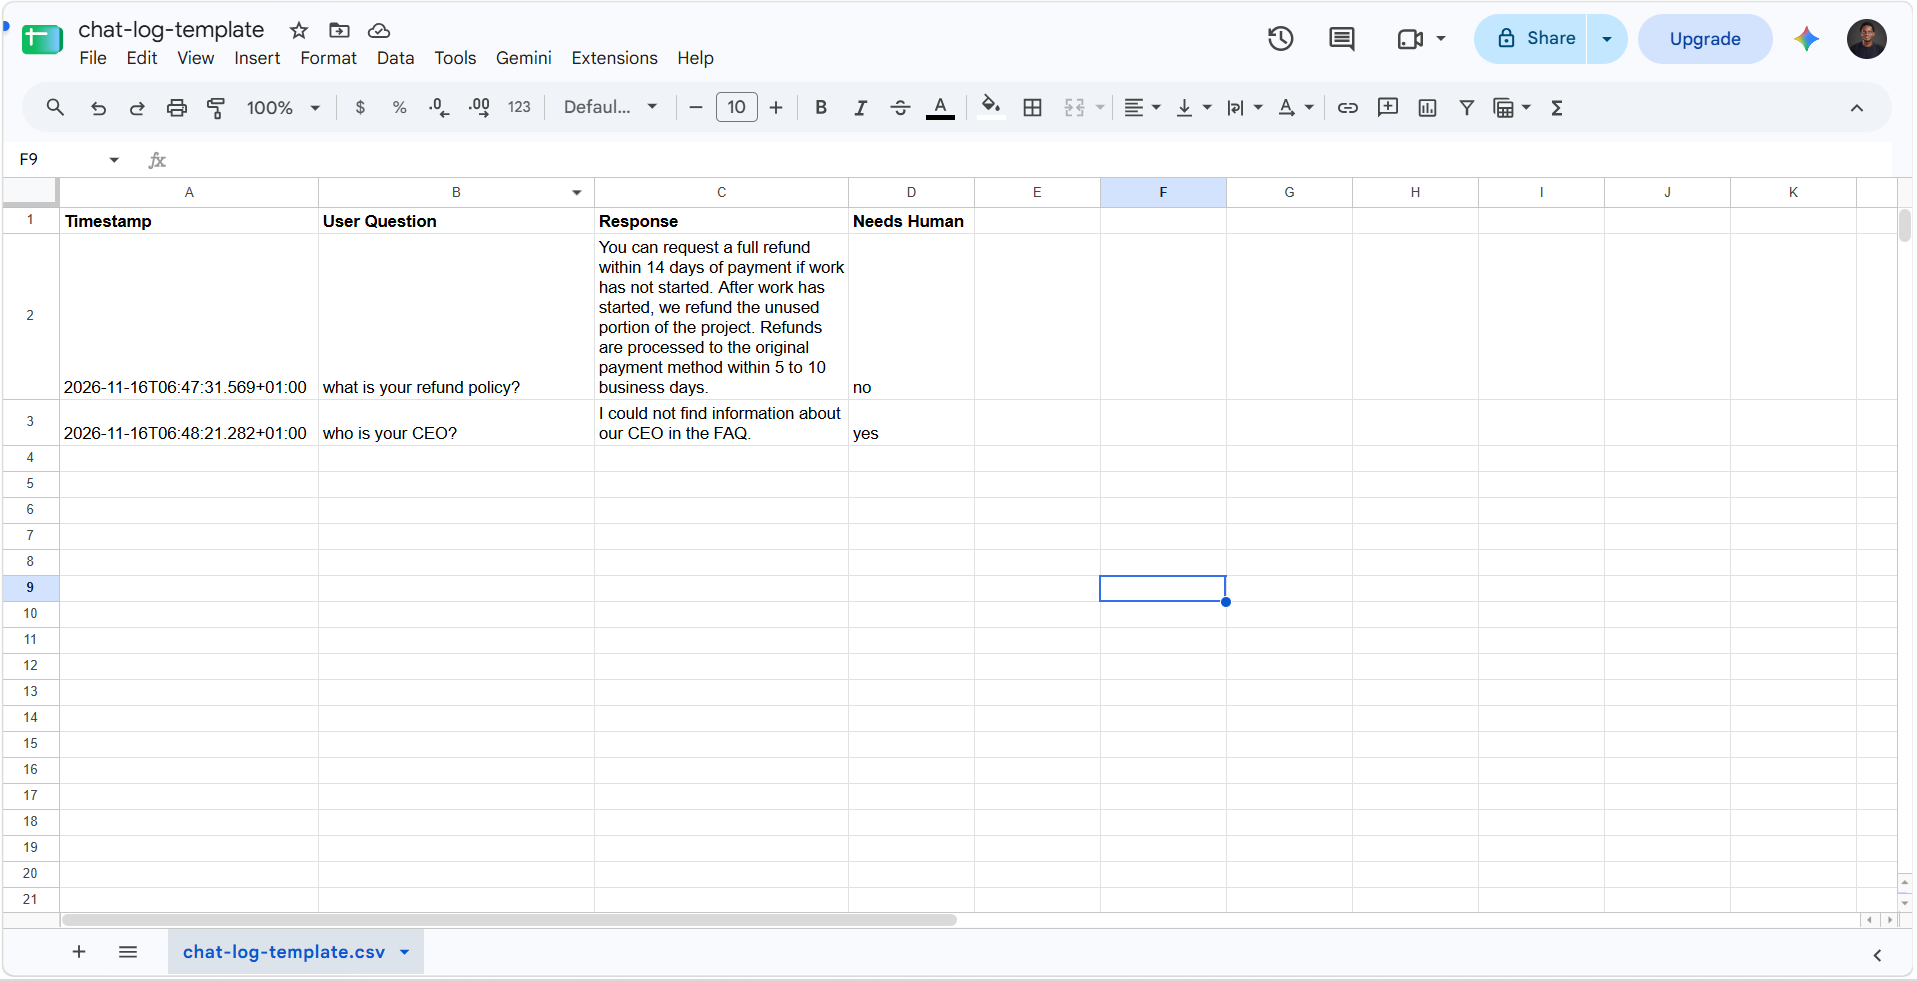 chat-log-template
File Edit View Insert Format Data Tools Gemini Extensions Help
Share
Upgrade
100%
$ % .0 .00 123
Defaul...
10
B I A
F9
fx
A B C D E F G H I J K
1 Timestamp User Question Response Needs Human
You can request a full refund
within 14 days of payment if work
has not started. After work has
started, we refund the unused
portion of the project. Refunds
are processed to the original
payment method within 5 to 10
business days.
2 2026-11-16T06:47:31.569+01:00 what is your refund policy? no
I could not find information about
our CEO in the FAQ.
3 2026-11-16T06:48:21.282+01:00 who is your CEO? yes
4
5
6
7
8
9
10
11
12
13
14
15
16
17
18
19
20
21
chat-log-template.csv